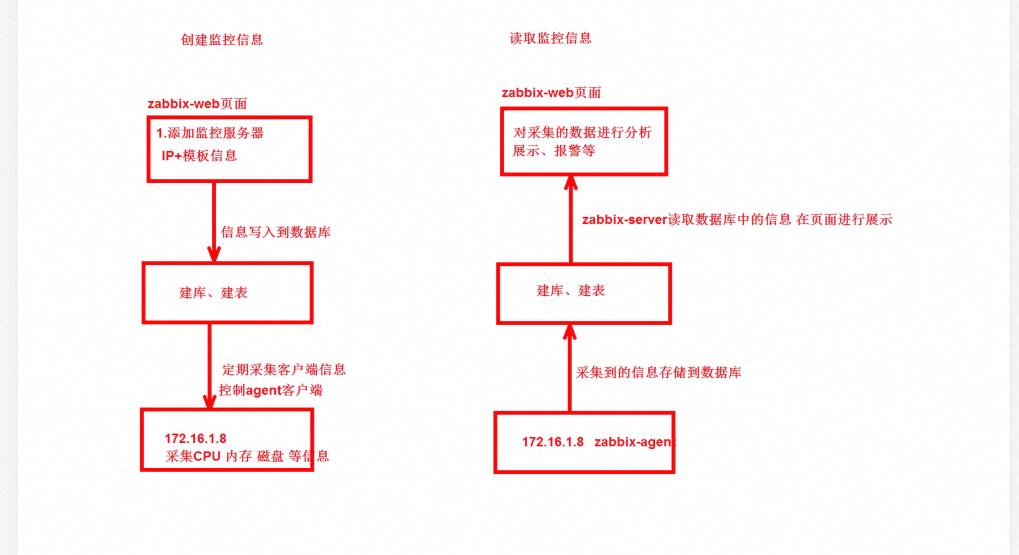 创建监控信息
zabbix-web页面
1.添加监控服务器
IP+模板信息
信息写入到数据库
建库、建表
定期采集客户端信息
控制agent客户端
172.16.1.8
采集CPU 内存 磁盘 等信息
读取监控信息
zabbix-web页面
对采集的数据进行分析
展示、报警等
zabbix-server读取数据库中的信息 在页面进行展示
建库、建表
采集到的信息存储到数据库
172.16.1.8 zabbix-agent